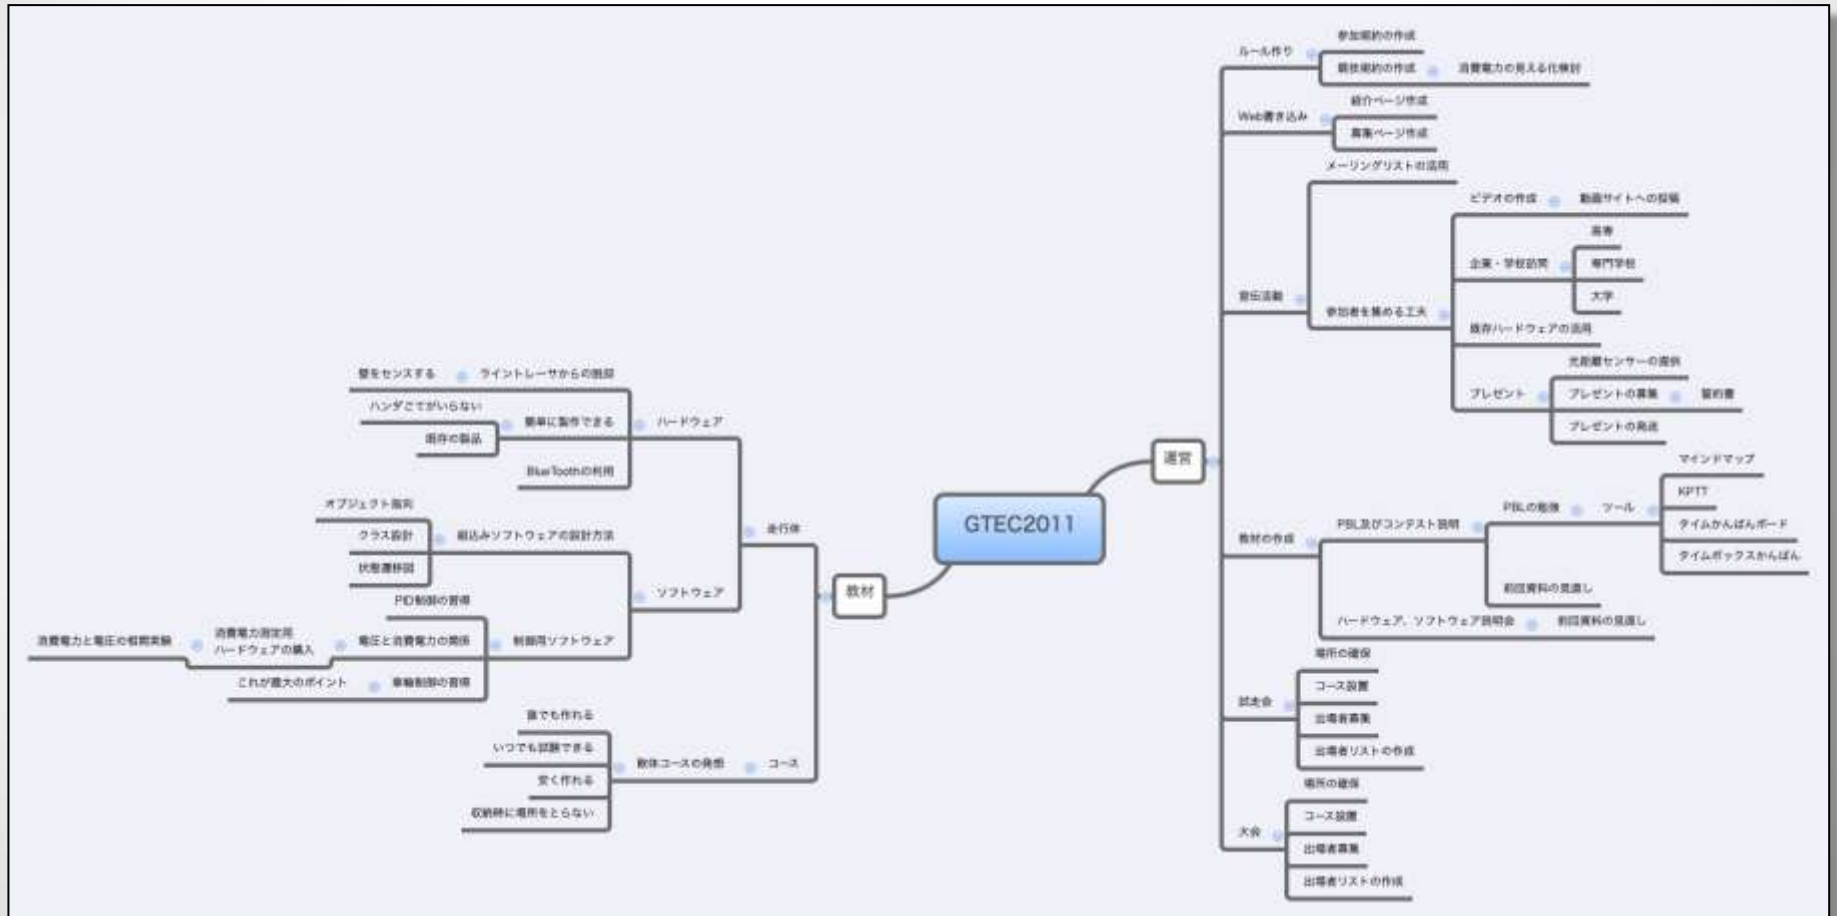 GTEC2011
運営
ルール作り
参加規約の作成
競技規約の作成
消費電力の見える化検討
Web書き込み
紹介ページ作成
募集ページ作成
宣伝活動
メーリングリストの活用
参加者を集める工夫
ビデオの作成
動画サイトへの投稿
企業・学校訪問
高専
専門学校
大学
既存ハードウェアの活用
プレゼント
光距離センサーの提供
プレゼントの募集
誓約書
プレゼントの発送
教材の作成
PBL及びコンテスト説明
PBLの勉強
ツール
マインドマップ
KPTT
タイムかんばんボード
タイムボックスかんばん
前回資料の見直し
ハードウェア、ソフトウェア説明会
前回資料の見直し
試走会
場所の確保
コース設置
出場者募集
出場者リストの作成
大会
場所の確保
コース設置
出場者募集
出場者リストの作成
教材
走行体
ハードウェア
ライントレーサからの脱却
壁をセンスする
簡単に製作できる
ハンダごてがいらない
既存の製品
BlueToothの利用
ソフトウェア
組込みソフトウェアの設計方法
オブジェクト指向
クラス設計
状態遷移図
制御用ソフトウェア
PID制御の習得
電圧と消費電力の関係
消費電力測定用
ハードウェアの購入
消費電力と電圧の相関実験
車輪制御の習得
これが最大のポイント
コース
軟体コースの発想
誰でも作れる
いつでも試験できる
安く作れる
収納時に場所をとらない